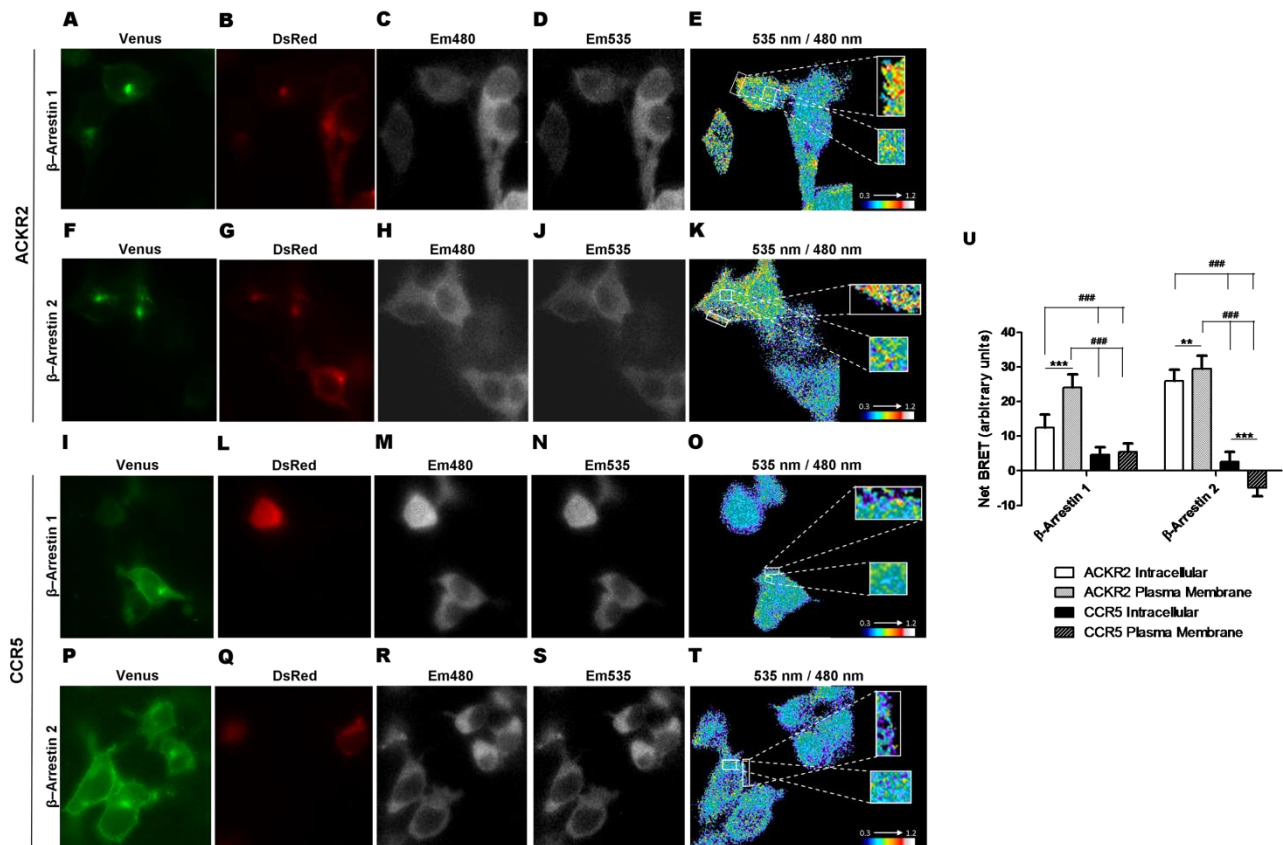 A B C D E
Venus DsRed Em480 Em535 535 nm / 480 nm
ACKR2
β–Arrestin 1
0.3 1.2
F G H J K
Venus DsRed Em480 Em535 535 nm / 480 nm
β–Arrestin 2
0.3 1.2
I L M N O
Venus DsRed Em480 Em535 535 nm / 480 nm
CCR5
β–Arrestin 1
0.3 1.2
P Q R S T
Venus DsRed Em480 Em535 535 nm / 480 nm
β–Arrestin 2
0.3 1.2
U
Net BRET (arbitrary units)
40
30
20
10
0
-10
###
###
***
###
###
**
***
β-Arrestin 1
β-Arrestin 2
ACKR2 Intracellular
ACKR2 Plasma Membrane
CCR5 Intracellular
CCR5 Plasma Membrane